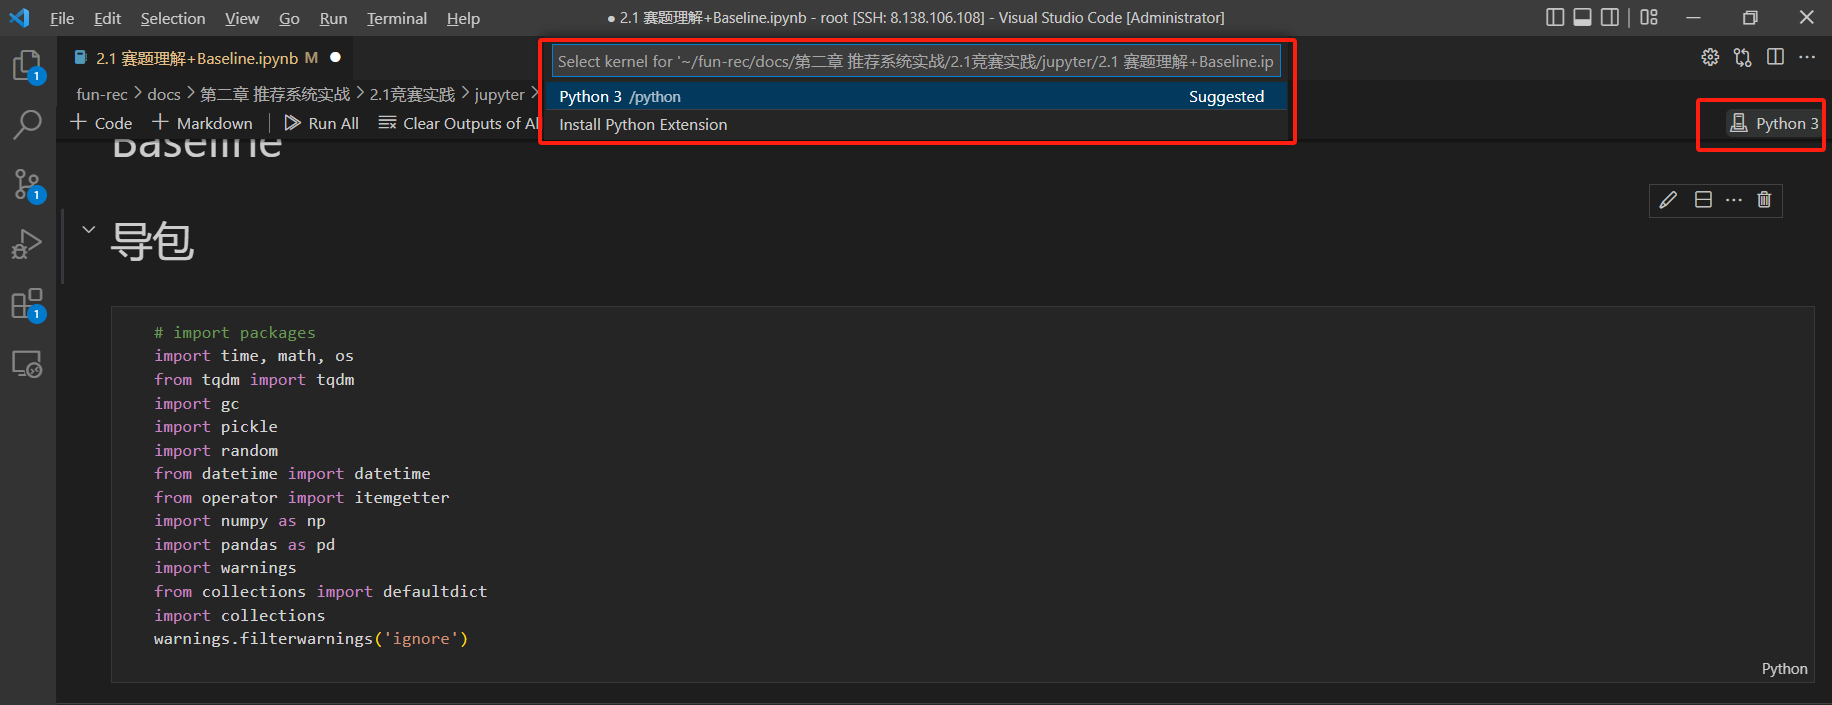 File Edit Selection View Go Run Terminal Help
● 2.1 赛题理解+Baseline.ipynb - root [SSH: 8.138.106.108] - Visual Studio Code [Administrator]
2.1 赛题理解+Baseline.ipynb M ●
Select kernel for '~/fun-rec/docs/第二章 推荐系统实战/2.1竞赛实践/jupyter/2.1 赛题理解+Baseline.ip
fun-rec > docs > 第二章 推荐系统实战 > 2.1竞赛实践 > jupyter >
Python 3 /python Suggested
+ Code + Markdown Run All Clear Outputs of Al
Install Python Extension
Python 3
Baseline
导包
# import packages
import time, math, os
from tqdm import tqdm
import gc
import pickle
import random
from datetime import datetime
from operator import itemgetter
import numpy as np
import pandas as pd
import warnings
from collections import defaultdict
import collections
warnings.filterwarnings('ignore')
Python
1
1
1